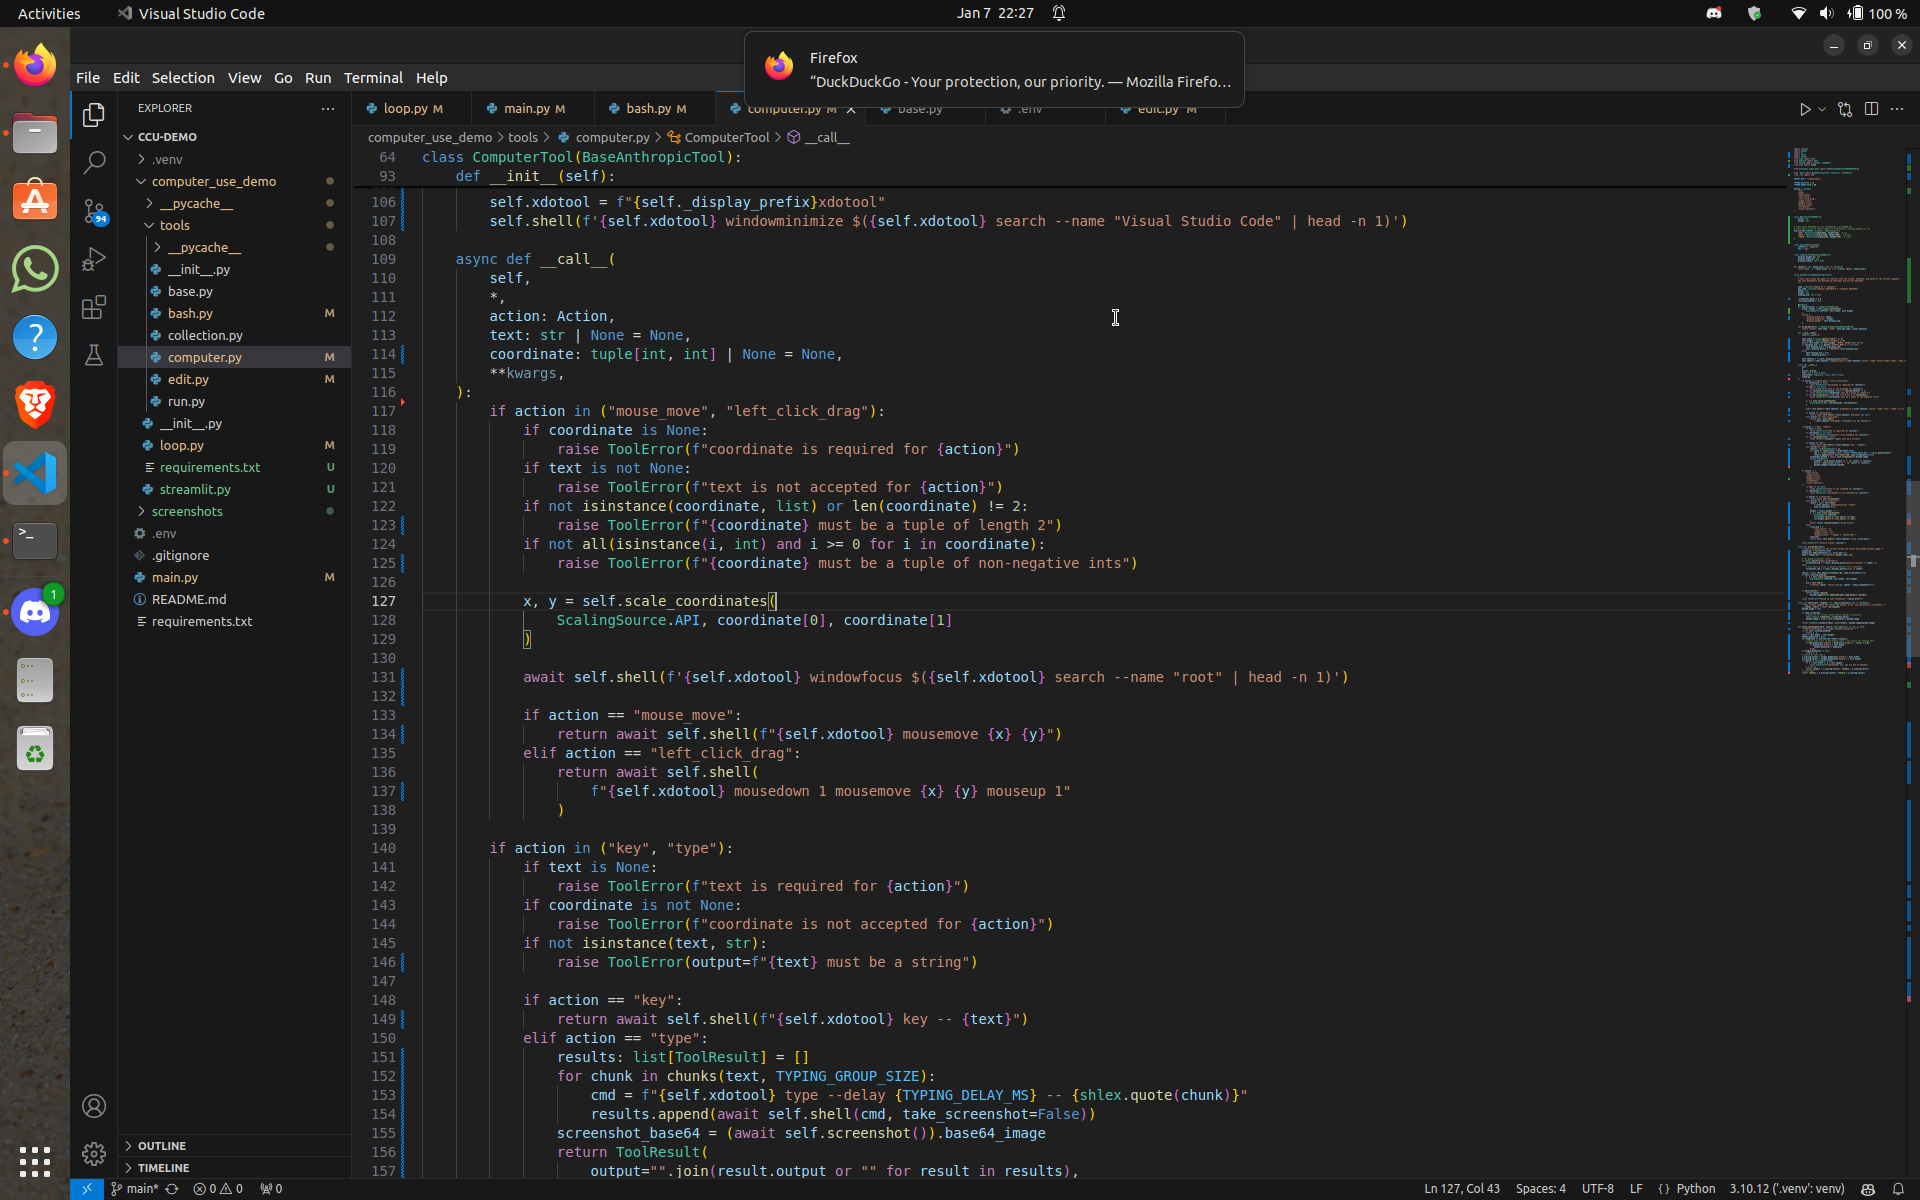 Activities
Visual Studio Code
Jan 7 22:27
100 %
Firefox
“DuckDuckGo - Your protection, our priority. — Mozilla Firefo...
File Edit Selection View Go Run Terminal Help
EXPLORER
loop.py M
main.py M
bash.py M
computer.py M
base.py
.env
edit.py M
CCU-DEMO
.venv
computer_use_demo
__pycache__
tools
__pycache__
__init__.py
base.py
bash.py M
collection.py
computer.py M
edit.py M
run.py
__init__.py
loop.py M
requirements.txt U
streamlit.py U
screenshots
.env
.gitignore
main.py M
README.md
requirements.txt
OUTLINE
TIMELINE
94
1
computer_use_demo > tools > computer.py > ComputerTool > __call__
64 class ComputerTool(BaseAnthropicTool):
93 def __init__(self):
106 self.xdotool = f"{self._display_prefix}xdotool"
107 self.shell(f'{self.xdotool} windowminimize $({self.xdotool} search --name "Visual Studio Code" | head -n 1)')
108
109 async def __call__(
110 self,
111 *,
112 action: Action,
113 text: str | None = None,
114 coordinate: tuple[int, int] | None = None,
115 **kwargs,
116 ):
117 if action in ("mouse_move", "left_click_drag"):
118 if coordinate is None:
119 raise ToolError(f"coordinate is required for {action}")
120 if text is not None:
121 raise ToolError(f"text is not accepted for {action}")
122 if not isinstance(coordinate, list) or len(coordinate) != 2:
123 raise ToolError(f"{coordinate} must be a tuple of length 2")
124 if not all(isinstance(i, int) and i >= 0 for i in coordinate):
125 raise ToolError(f"{coordinate} must be a tuple of non-negative ints")
126
127 x, y = self.scale_coordinates(
128 ScalingSource.API, coordinate[0], coordinate[1]
129 )
130
131 await self.shell(f'{self.xdotool} windowfocus $({self.xdotool} search --name "root" | head -n 1)')
132
133 if action == "mouse_move":
134 return await self.shell(f"{self.xdotool} mousemove {x} {y}")
135 elif action == "left_click_drag":
136 return await self.shell(
137 f"{self.xdotool} mousedown 1 mousemove {x} {y} mouseup 1"
138 )
139
140 if action in ("key", "type"):
141 if text is None:
142 raise ToolError(f"text is required for {action}")
143 if coordinate is not None:
144 raise ToolError(f"coordinate is not accepted for {action}")
145 if not isinstance(text, str):
146 raise ToolError(output=f"{text} must be a string")
147
148 if action == "key":
149 return await self.shell(f"{self.xdotool} key -- {text}")
150 elif action == "type":
151 results: list[ToolResult] = []
152 for chunk in chunks(text, TYPING_GROUP_SIZE):
153 cmd = f"{self.xdotool} type --delay {TYPING_DELAY_MS} -- {shlex.quote(chunk)}"
154 results.append(await self.shell(cmd, take_screenshot=False))
155 screenshot_base64 = (await self.screenshot()).base64_image
156 return ToolResult(
157 output="".join(result.output or "" for result in results),
main*
0 0
0
Ln 127, Col 43
Spaces: 4
UTF-8
LF
Python
3.10.12 ('.venv': venv)